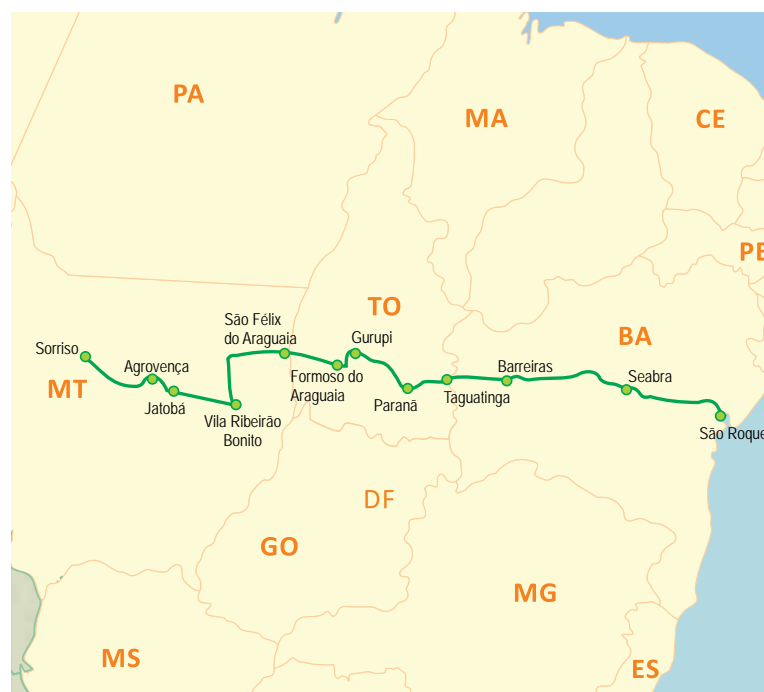 PA
MA
CE
PE
TO
São Félix
do Araguaia
BA
Sorriso
Gurupi
Agrovença
Barreiras
MT
Formoso do
Araguaia
Seabra
Jatobá
Paranã
Taguatinga
Vila Ribeirão
Bonito
São Roque
DF
GO
MG
MS
ES